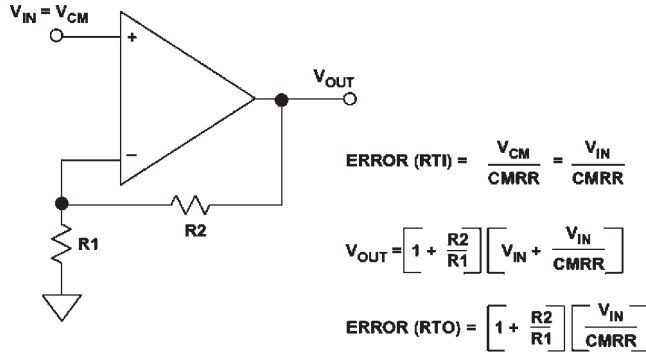 V_IN = V_CM
+
−
V_OUT
R2
R1
ERROR (RTI) = V_CM / CMRR = V_IN / CMRR
V_OUT = [1 + R2 / R1] [V_IN + V_IN / CMRR]
ERROR (RTO) = [1 + R2 / R1] [V_IN / CMRR]